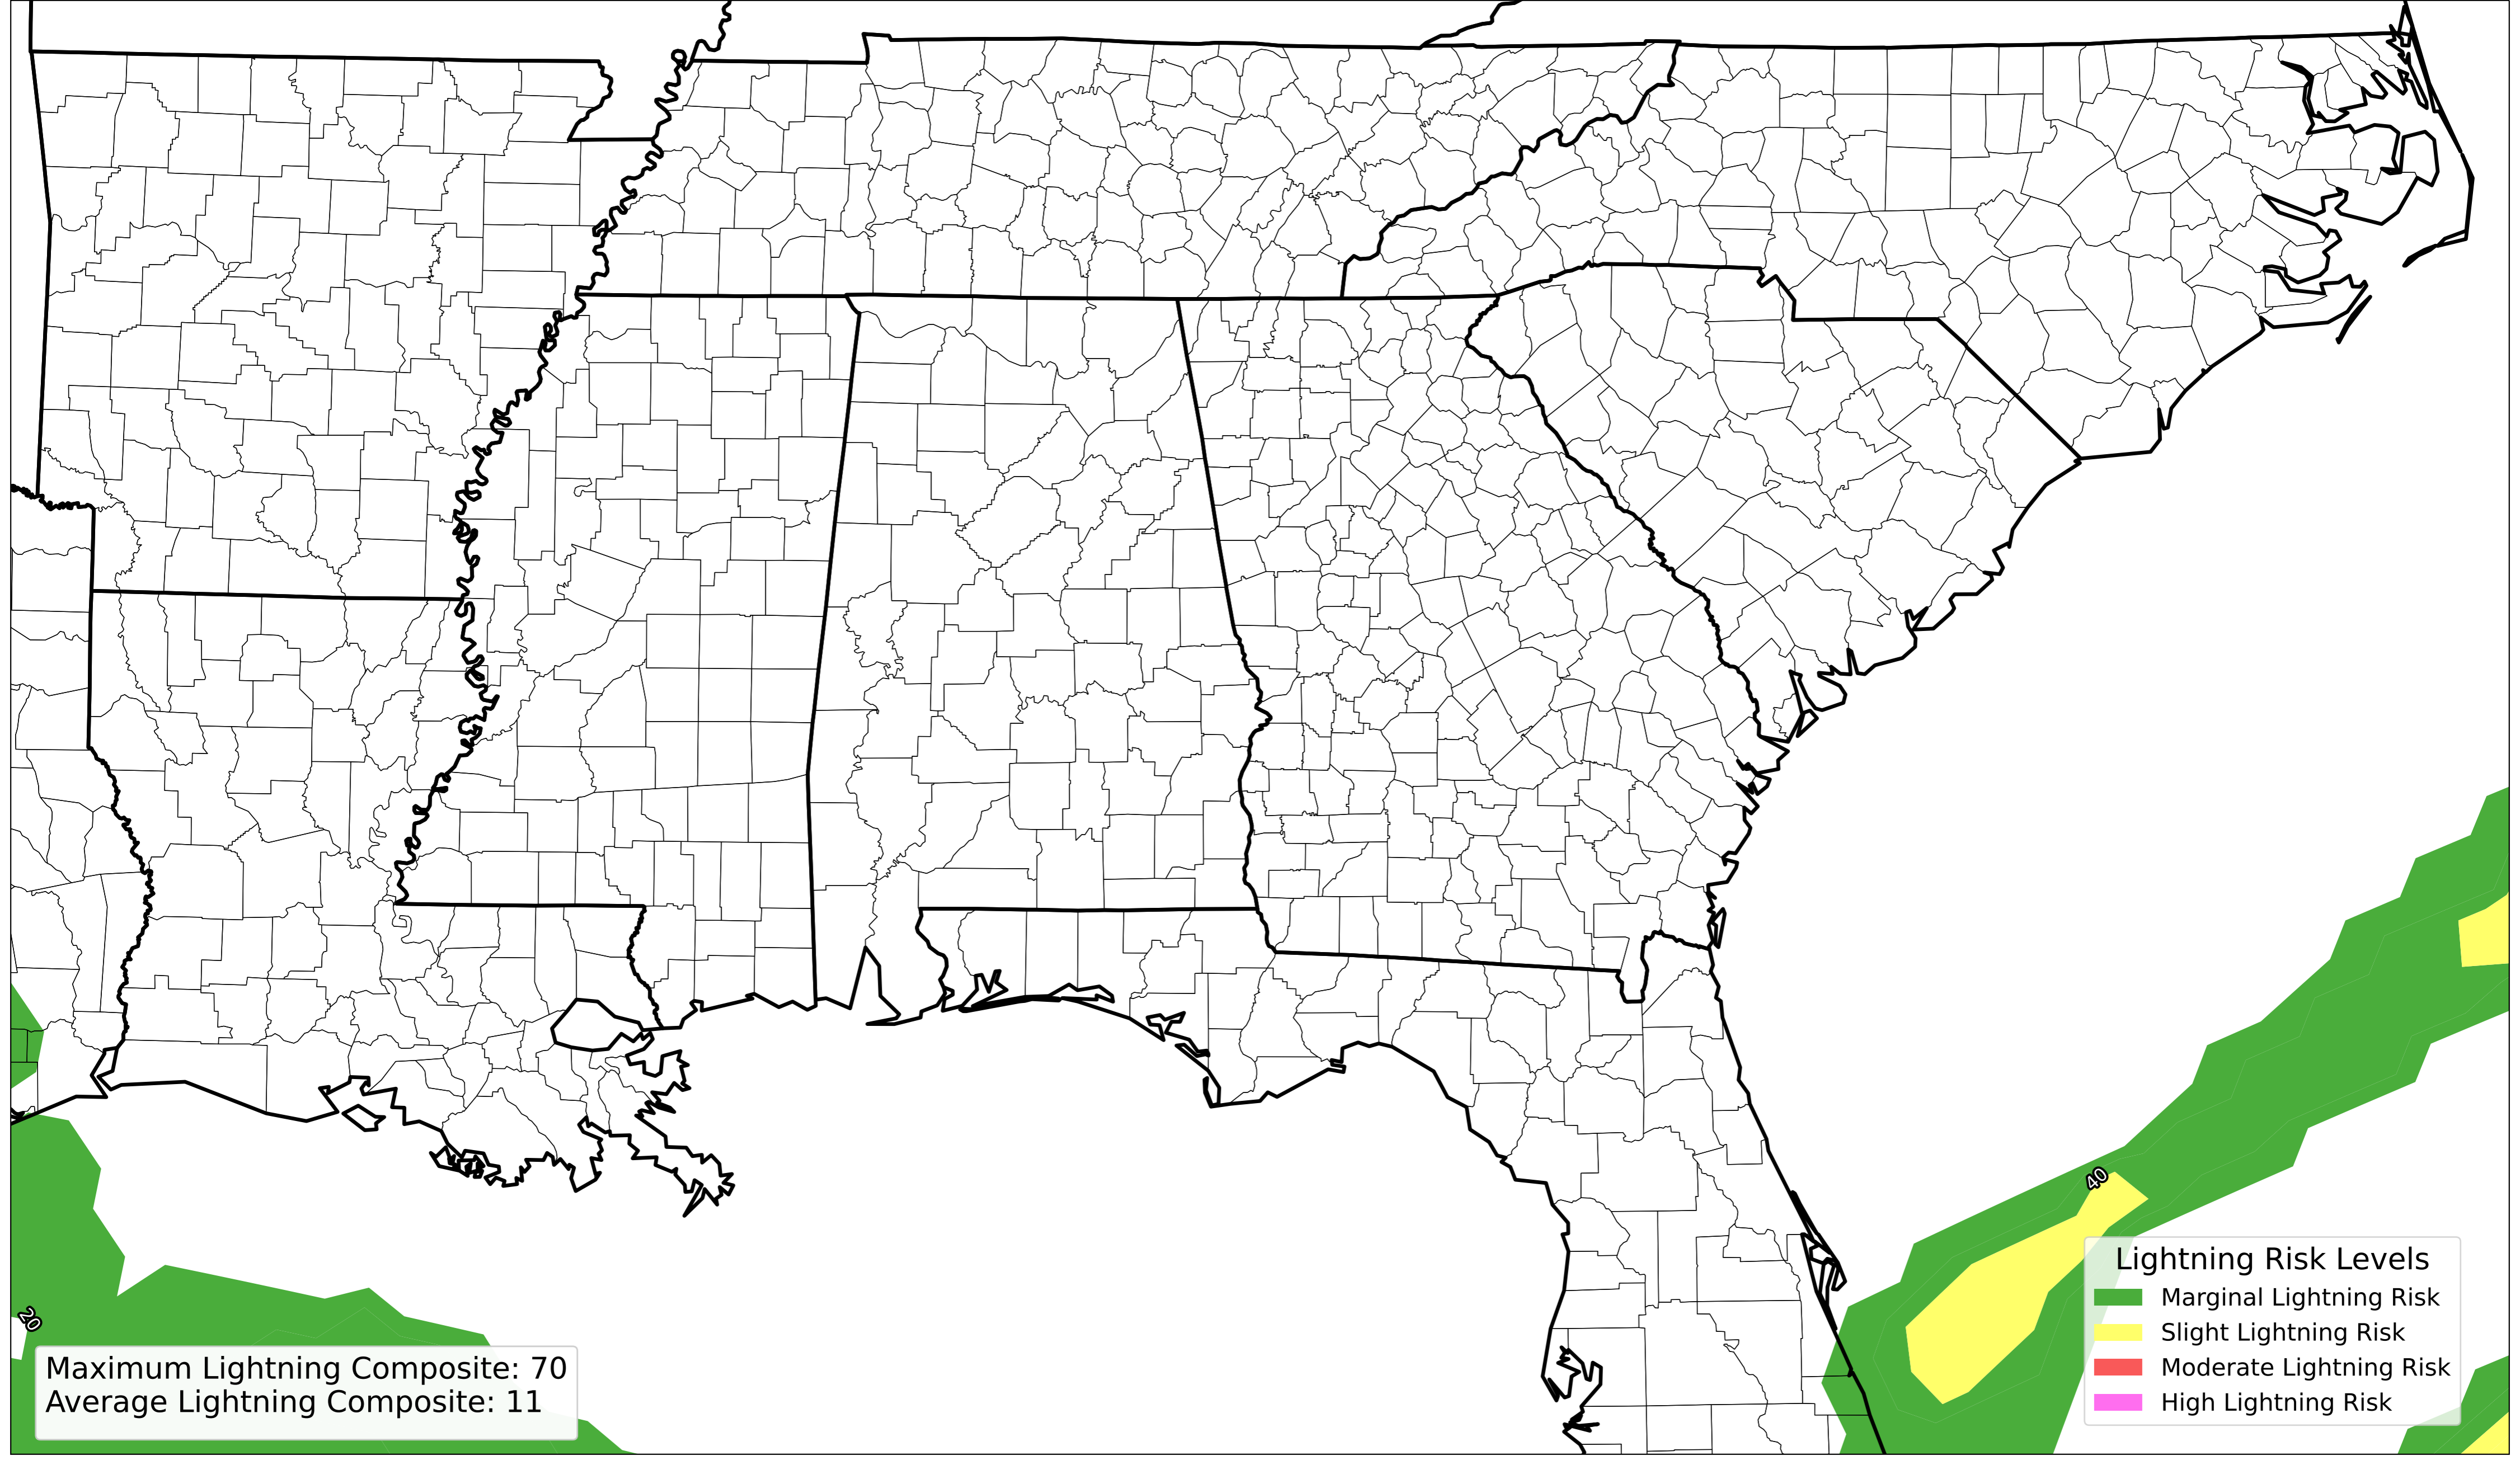 40
20
Maximum Lightning Composite: 70
Average Lightning Composite: 11
Lightning Risk Levels
Marginal Lightning Risk
Slight Lightning Risk
Moderate Lightning Risk
High Lightning Risk